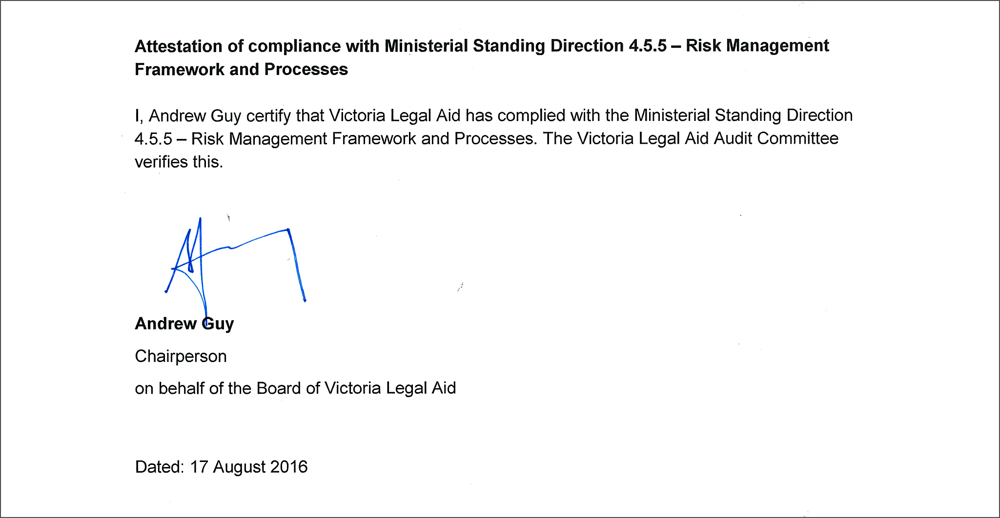 Attestation of compliance with Ministerial Standing Direction 4.5.5 – Risk Management
Framework and Processes
I, Andrew Guy certify that Victoria Legal Aid has complied with the Ministerial Standing Direction
4.5.5 – Risk Management Framework and Processes. The Victoria Legal Aid Audit Committee
verifies this.
Andrew Guy
Chairperson
on behalf of the Board of Victoria Legal Aid
Dated: 17 August 2016